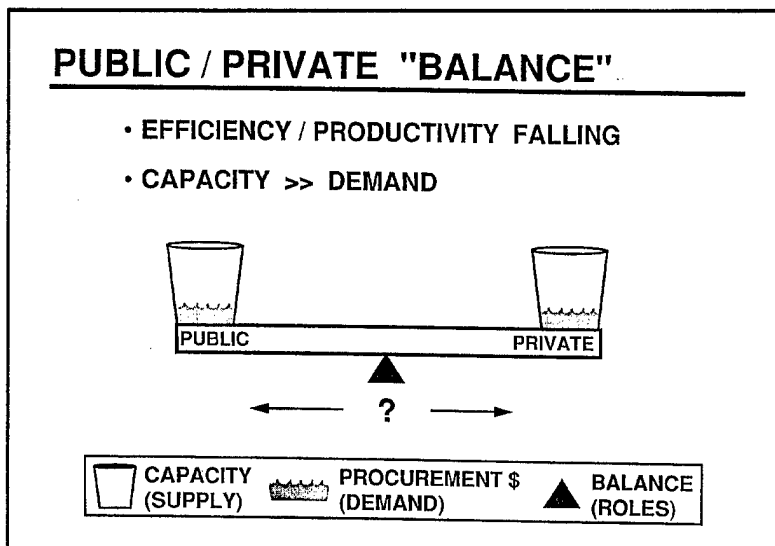 PUBLIC / PRIVATE "BALANCE"
• EFFICIENCY / PRODUCTIVITY FALLING
• CAPACITY >> DEMAND
PUBLIC
PRIVATE
?
CAPACITY
(SUPPLY)
PROCUREMENT $
(DEMAND)
BALANCE
(ROLES)